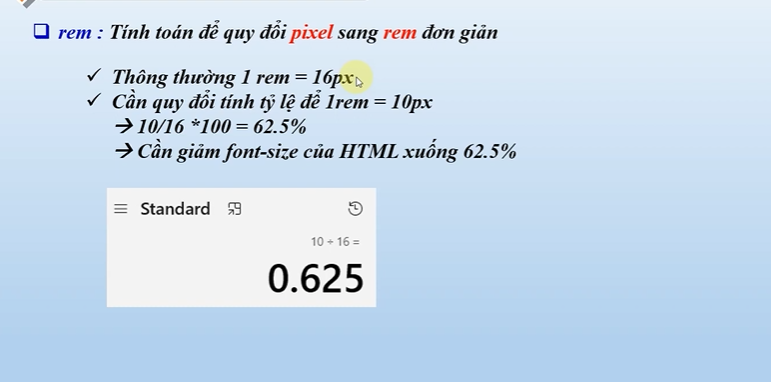 rem : Tính toán để quy đổi pixel sang rem đơn giản
✓ Thông thường 1 rem = 16px
✓ Cần quy đổi tính tỷ lệ để 1rem = 10px
→ 10/16 *100 = 62.5%
→ Cần giảm font-size của HTML xuống 62.5%
Standard
10 ÷ 16 =
0.625